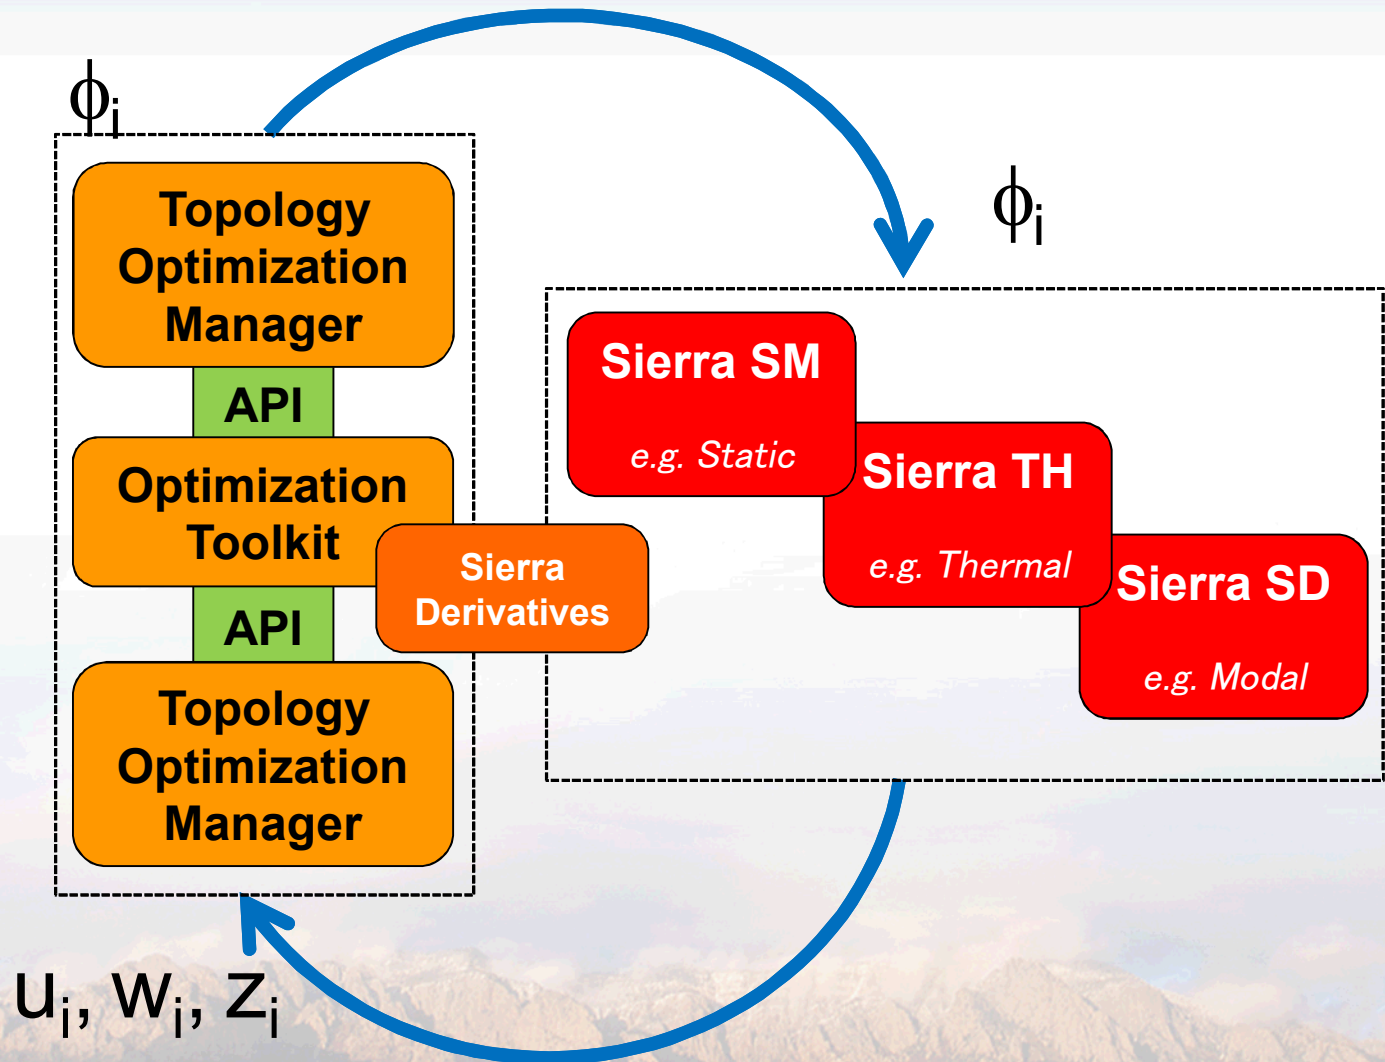 ϕi
Topology
Optimization
Manager
API
Optimization
Toolkit
API
Topology
Optimization
Manager
Sierra
Derivatives
ϕi
Sierra SM
e.g. Static
Sierra TH
e.g. Thermal
Sierra SD
e.g. Modal
ui, wi, zi